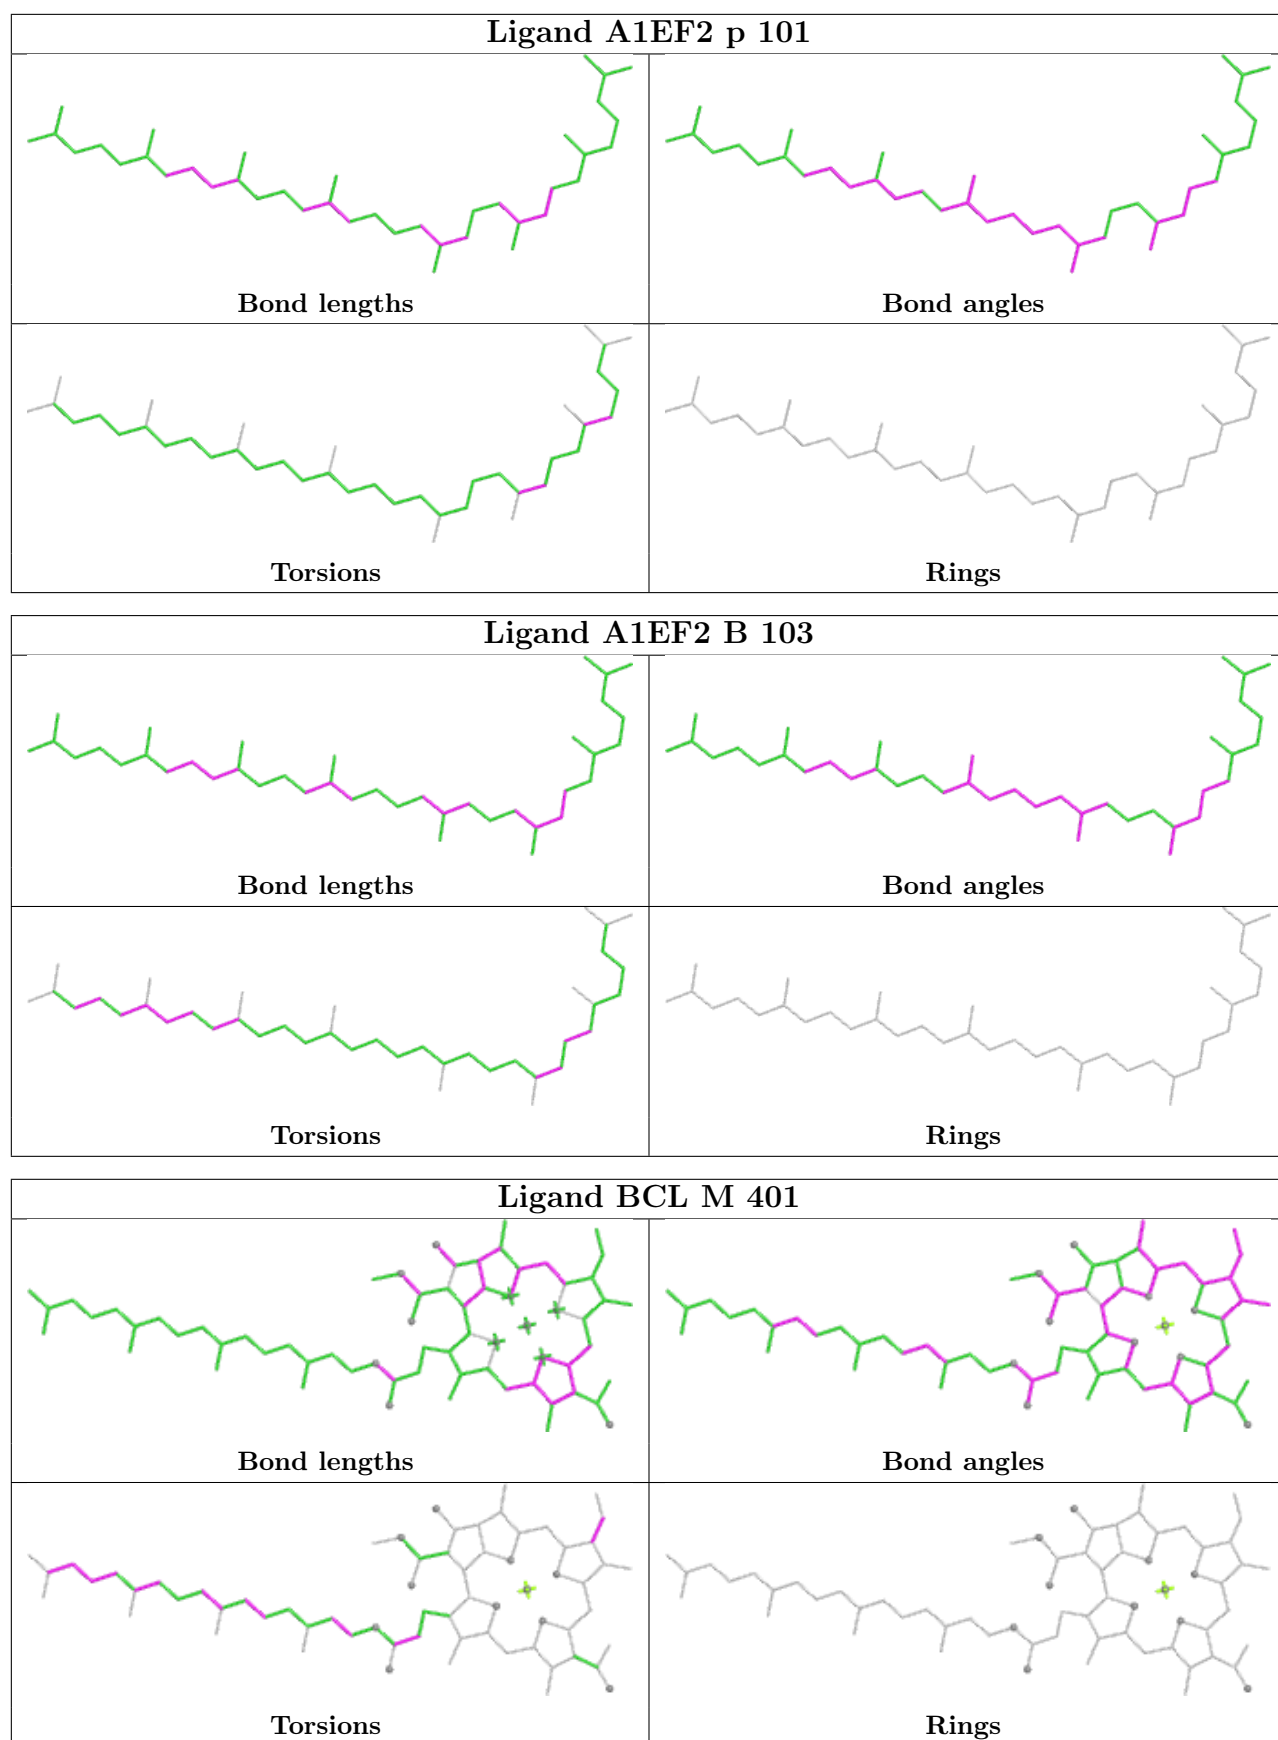 Ligand A1EF2 p 101
Bond lengths
Bond angles
Torsions
Rings
Ligand A1EF2 B 103
Bond lengths
Bond angles
Torsions
Rings
Ligand BCL M 401
Bond lengths
Bond angles
Torsions
Rings